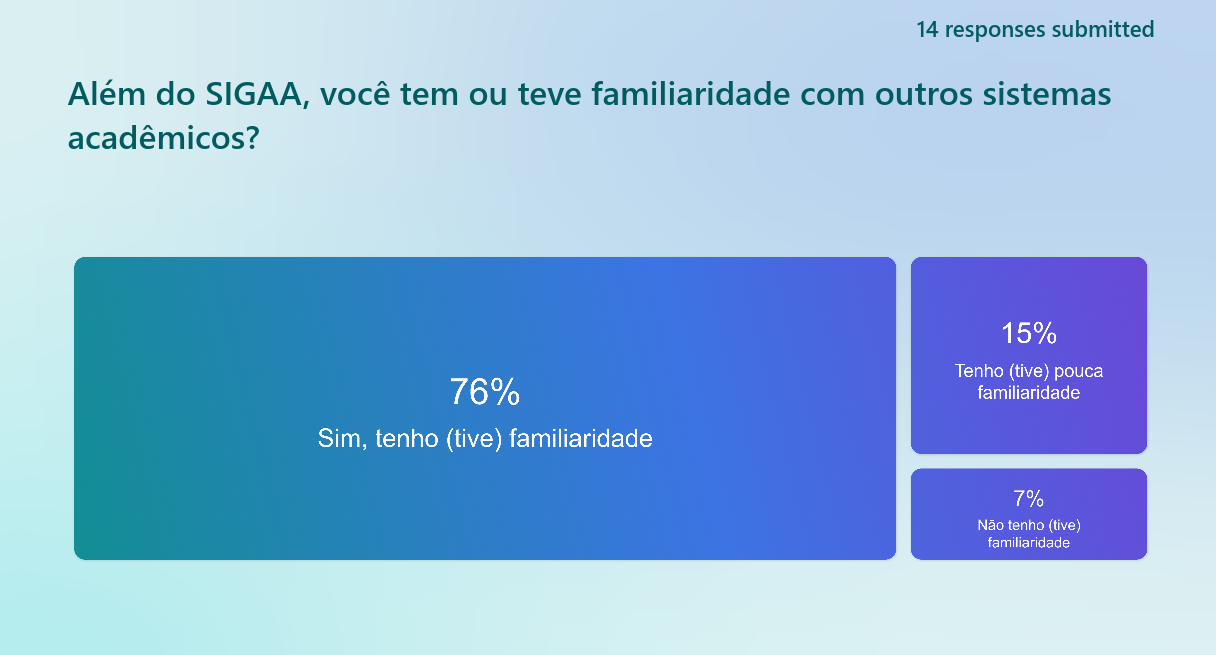 14 responses submitted
Além do SIGAA, você tem ou teve familiaridade com outros sistemas
acadêmicos?
76%
Sim, tenho (tive) familiaridade
15%
Tenho (tive) pouca
familiaridade
7%
Não tenho (tive)
familiaridade